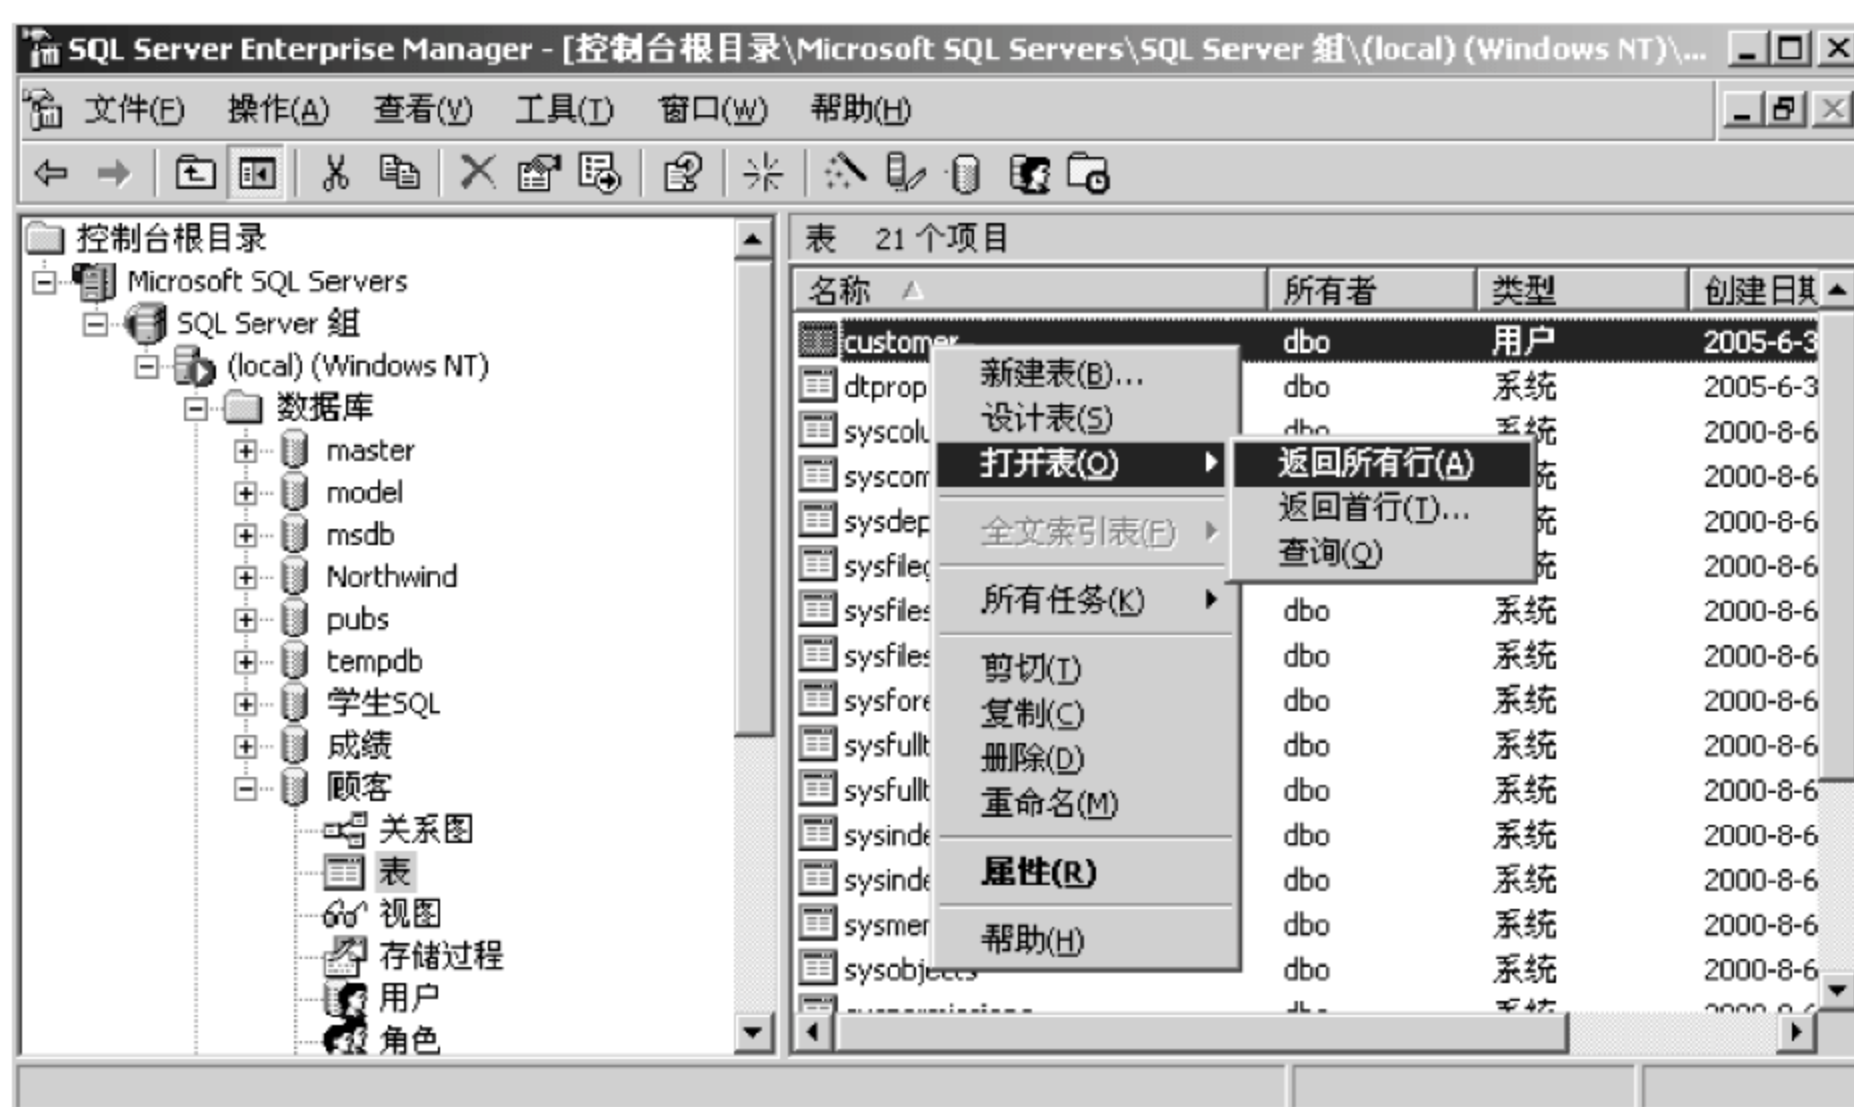 SQL Server Enterprise Manager - [控制台根目录\Microsoft SQL Servers\SQL Server 组\(local) (Windows NT)\...
文件(F) 操作(A) 查看(V) 工具(T) 窗口(W) 帮助(H)
控制台根目录
Microsoft SQL Servers
SQL Server 组
(local) (Windows NT)
数据库
master
model
msdb
Northwind
pubs
tempdb
学生SQL
成绩
顾客
关系图
表
视图
存储过程
用户
角色
表 21 个项目
名称 所有者 类型 创建日期
customer dbo 用户 2005-6-3
dtprop dbo 系统 2005-6-3
syscolu dbo 系统 2000-8-6
syscom 2000-8-6
sysdep 2000-8-6
sysfileg 2000-8-6
sysfiles dbo 系统 2000-8-6
sysfiles dbo 系统 2000-8-6
sysfore dbo 系统 2000-8-6
sysfullt dbo 系统 2000-8-6
sysfullt dbo 系统 2000-8-6
sysinde dbo 系统 2000-8-6
sysinde dbo 系统 2000-8-6
sysmem dbo 系统 2000-8-6
sysobjects dbo 系统 2000-8-6
新建表(B)...
设计表(S)
打开表(O)
全文索引表(F)
所有任务(K)
剪切(T)
复制(C)
删除(D)
重命名(M)
属性(R)
帮助(H)
返回所有行(A)
返回首行(T)...
查询(Q)